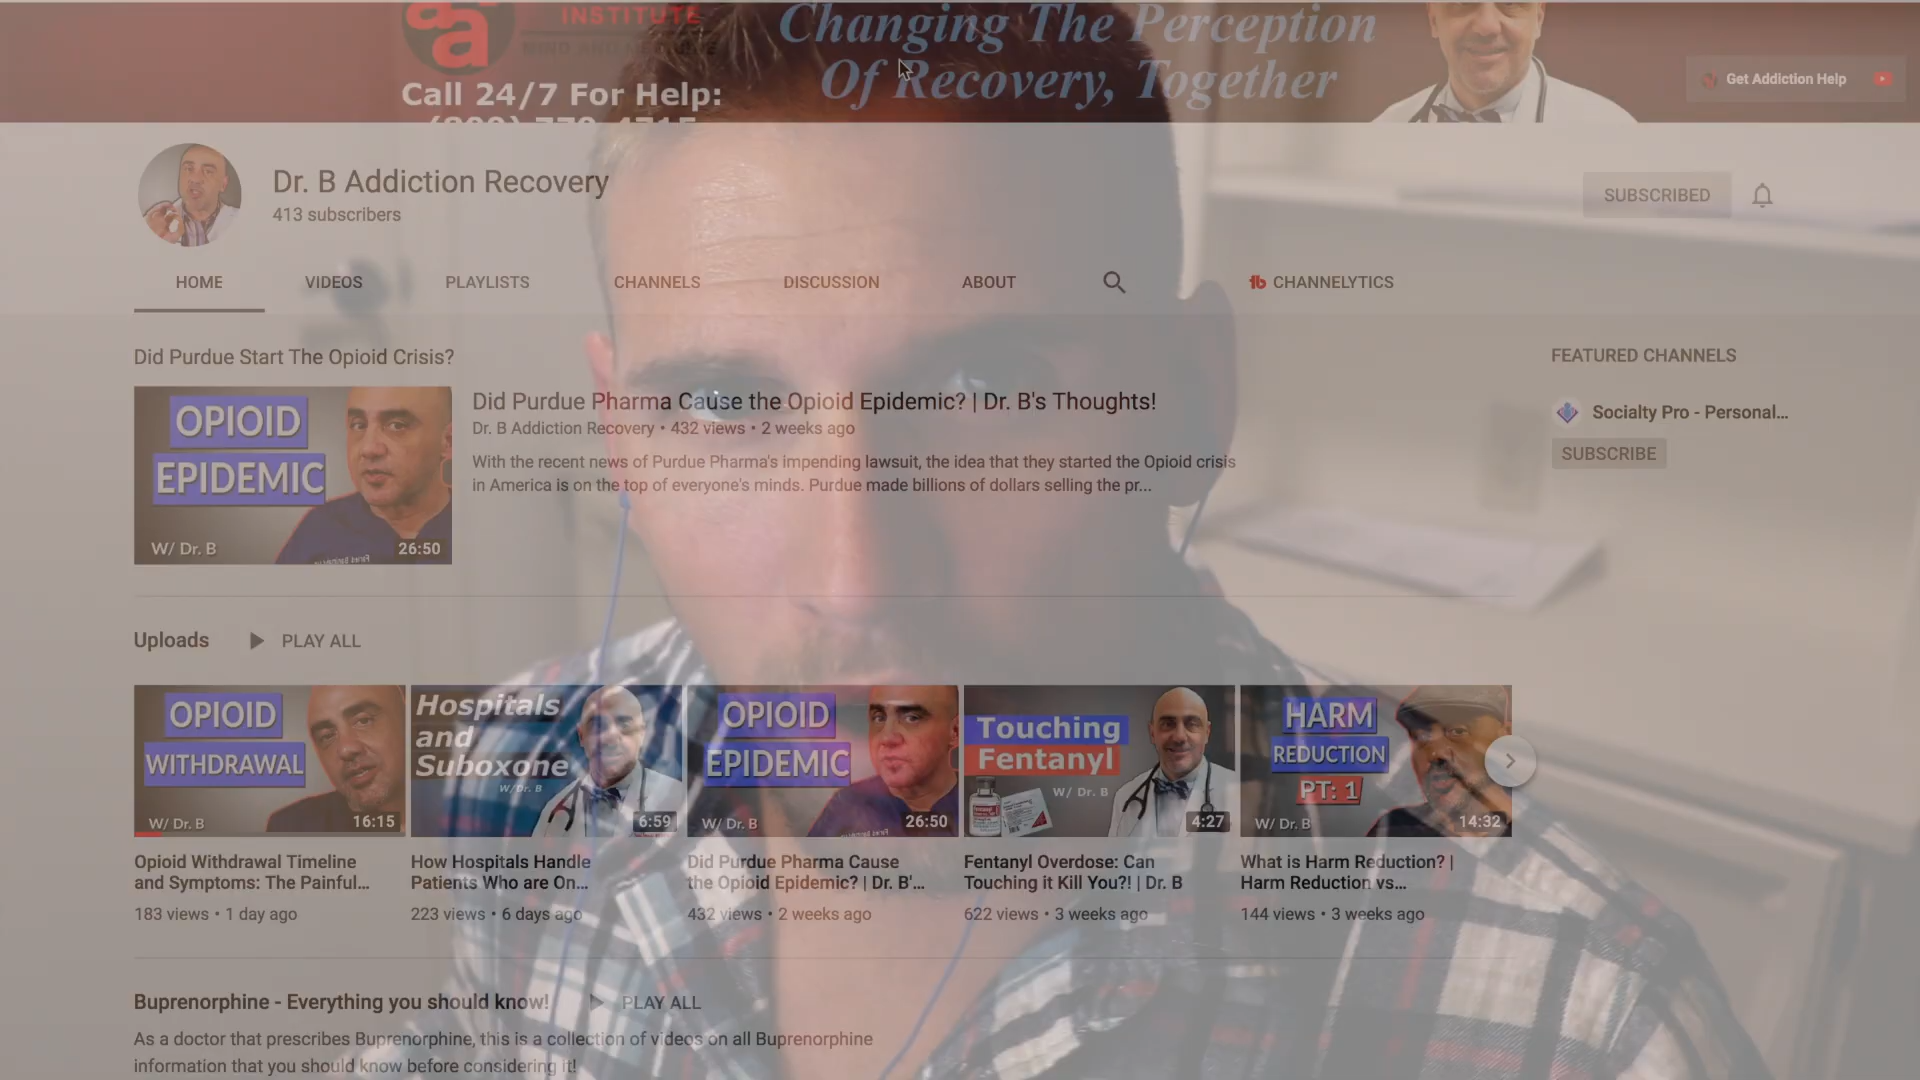 aa
INSTITUTE
MIND AND MEDICINE
Changing The Perception
Of Recovery, Together
Call 24/7 For Help:
Get Addiction Help
Dr. B Addiction Recovery
413 subscribers
SUBSCRIBED
HOME VIDEOS PLAYLISTS CHANNELS DISCUSSION ABOUT CHANNELYTICS
Did Purdue Start The Opioid Crisis?
OPIOID
EPIDEMIC
W/ Dr. B
26:50
Did Purdue Pharma Cause the Opioid Epidemic? | Dr. B's Thoughts!
Dr. B Addiction Recovery • 432 views • 2 weeks ago
With the recent news of Purdue Pharma's impending lawsuit, the idea that they started the Opioid crisis
in America is on the top of everyone's minds. Purdue made billions of dollars selling the pr...
FEATURED CHANNELS
Socialty Pro - Personal...
SUBSCRIBE
Uploads PLAY ALL
OPIOID
WITHDRAWAL
W/ Dr. B
16:15
Opioid Withdrawal Timeline
and Symptoms: The Painful...
183 views • 1 day ago
Hospitals
and
Suboxone
W/Dr. B
6:59
How Hospitals Handle
Patients Who are On...
223 views • 6 days ago
OPIOID
EPIDEMIC
W/ Dr. B
26:50
Did Purdue Pharma Cause
the Opioid Epidemic? | Dr. B'...
432 views • 2 weeks ago
Touching
Fentanyl
W/ Dr. B
4:27
Fentanyl Overdose: Can
Touching it Kill You?! | Dr. B
622 views • 3 weeks ago
HARM
REDUCTION
PT: 1
W/ Dr. B
14:32
What is Harm Reduction? |
Harm Reduction vs...
144 views • 3 weeks ago
Buprenorphine - Everything you should know! PLAY ALL
As a doctor that prescribes Buprenorphine, this is a collection of videos on all Buprenorphine
information that you should know before considering it!